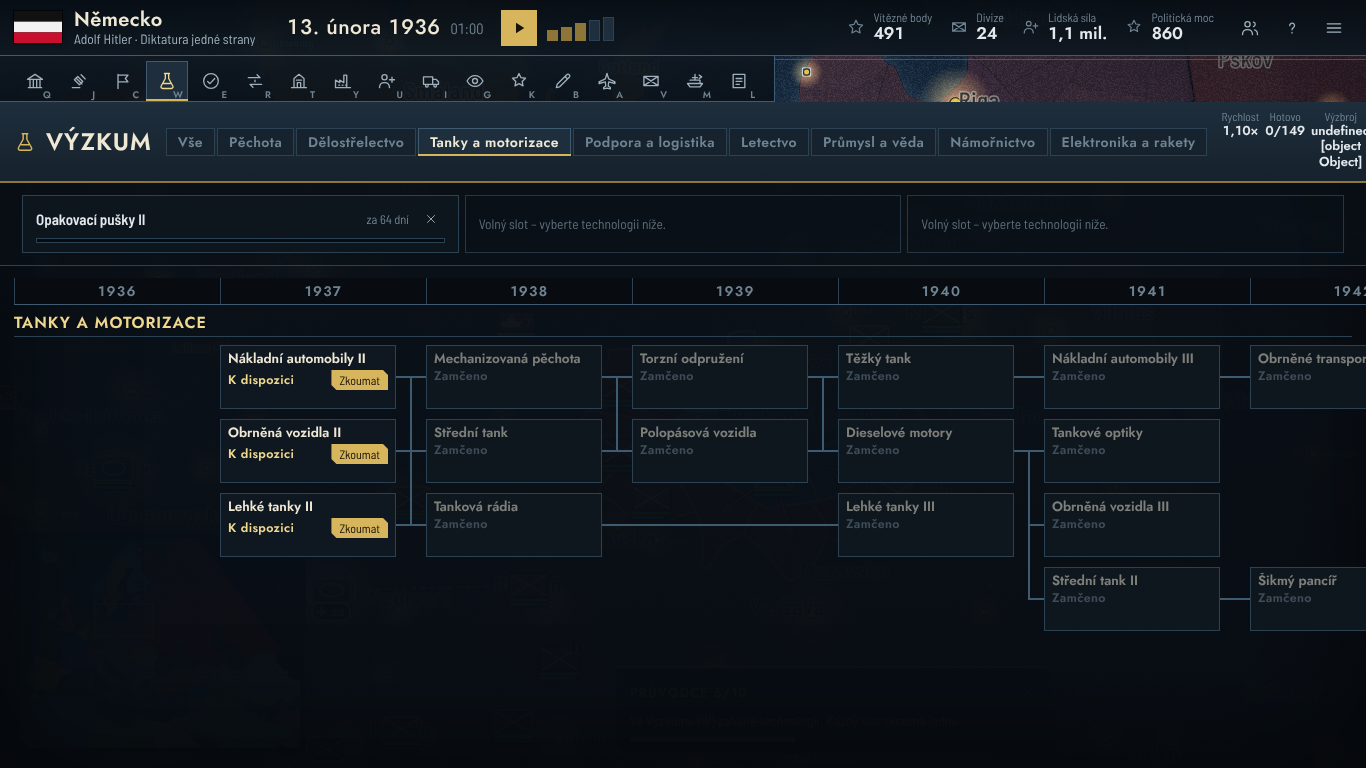 Německo
Adolf Hitler · Diktatura jedné strany
13. února 1936 01:00
Vítězné body
491
Divize
24
Lidská síla
1,1 mil.
Politická moc
860
?
Q J C W E R T Y U I G K B A V M L
Pskov
Riga
VÝZKUM
Vše
Pěchota
Dělostřelectvo
Tanky a motorizace
Podpora a logistika
Letectvo
Průmysl a věda
Námořnictvo
Elektronika a rakety
Rychlost
1,10×
Hotovo
0/149
Výzbroj
undefined
[object
Object]
Opakovací pušky II
za 64 dní
Volný slot – vyberte technologii níže.
Volný slot – vyberte technologii níže.
1936 1937 1938 1939 1940 1941 1942
TANKY A MOTORIZACE
Nákladní automobily II
K dispozici
Zkoumat
Mechanizovaná pěchota
Zamčeno
Torzní odpružení
Zamčeno
Těžký tank
Zamčeno
Nákladní automobily III
Zamčeno
Obrněné transpor
Zamčeno
Obrněná vozidla II
K dispozici
Zkoumat
Střední tank
Zamčeno
Polopásová vozidla
Zamčeno
Dieselové motory
Zamčeno
Tankové optiky
Zamčeno
Lehké tanky II
K dispozici
Zkoumat
Tanková rádia
Zamčeno
Lehké tanky III
Zamčeno
Obrněná vozidla III
Zamčeno
Střední tank II
Zamčeno
Šikmý pancíř
Zamčeno